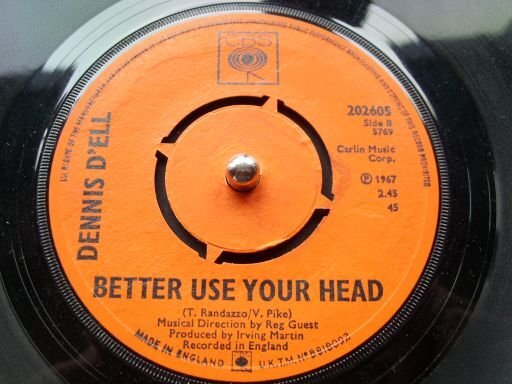 CBS
202605
Side B
S769
Carlin Music
Corp.
℗ 1967
2.45
45
DENNIS D'ELL
BETTER USE YOUR HEAD
(T. Randazzo/V. Pike)
Musical Direction by Reg Guest
Produced by Irving Martin
Recorded in England
MADE IN ENGLAND